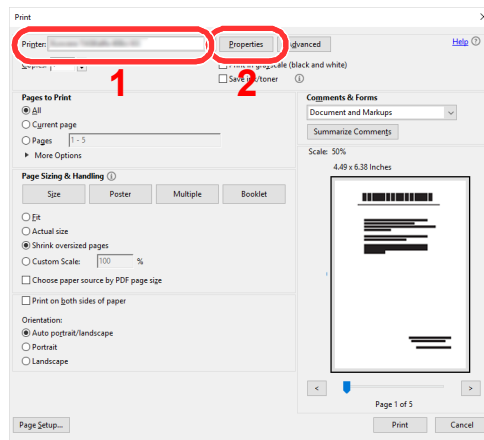 Print
Printer: Properties Advanced Help
Copies: Print in grayscale (black and white)
Save ink/toner
1 2
Pages to Print
All
Current page
Pages 1 - 5
More Options
Page Sizing & Handling
Size Poster Multiple Booklet
Fit
Actual size
Shrink oversized pages
Custom Scale: 100 %
Choose paper source by PDF page size
Print on both sides of paper
Orientation:
Auto portrait/landscape
Portrait
Landscape
Comments & Forms
Document and Markups
Summarize Comments
Scale: 50%
4.49 x 6.38 Inches
< >
Page 1 of 5
Page Setup... Print Cancel